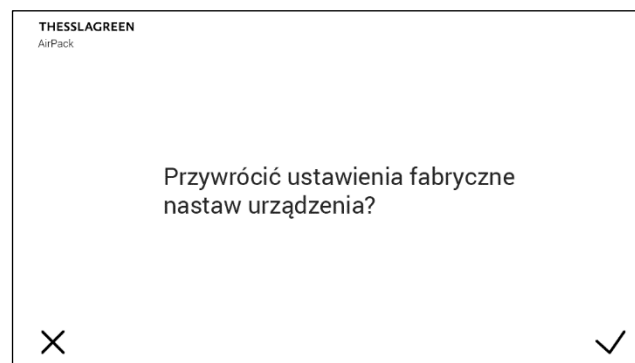 THESSLAGREEN
AirPack
Przywrócić ustawienia fabryczne
nastaw urządzenia?